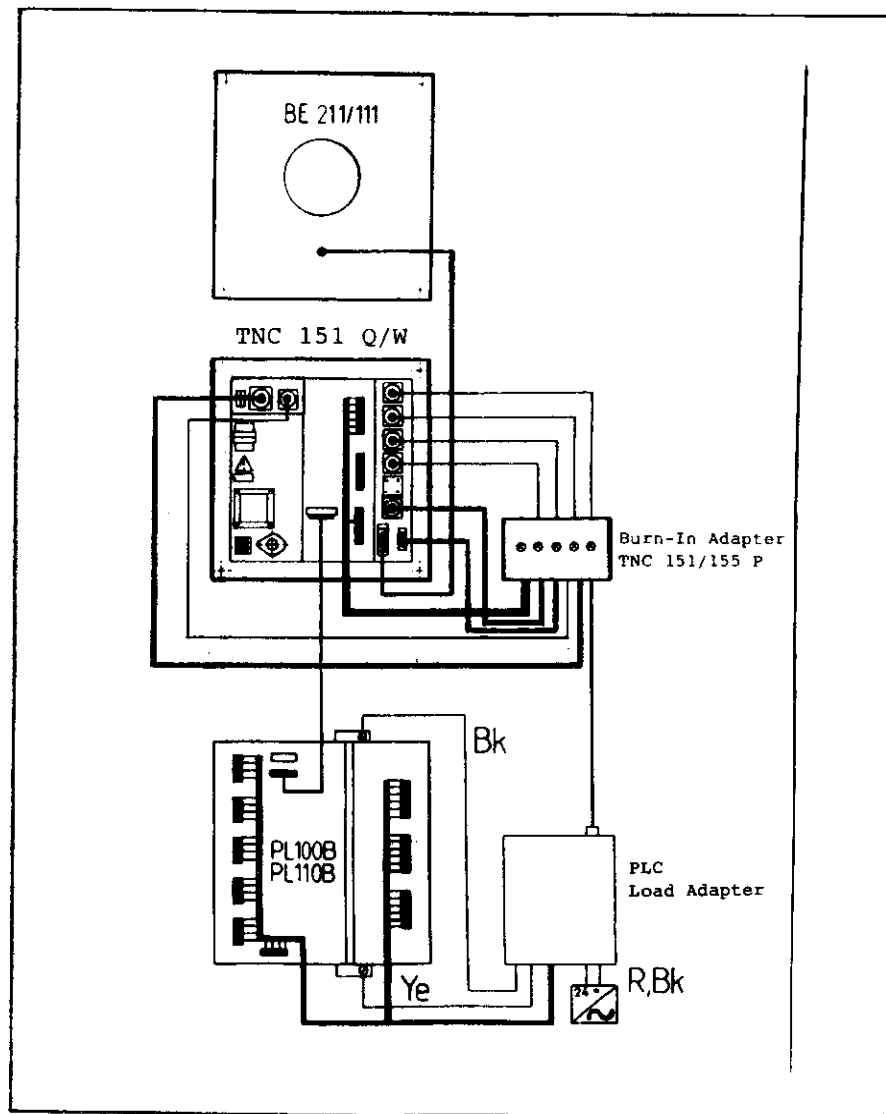 BE 211/111
TNC 151 Q/W
Burn-In Adapter
TNC 151/155 P
Bk
PL100B
PL110B
PLC
Load Adapter
Ye
R,Bk
24